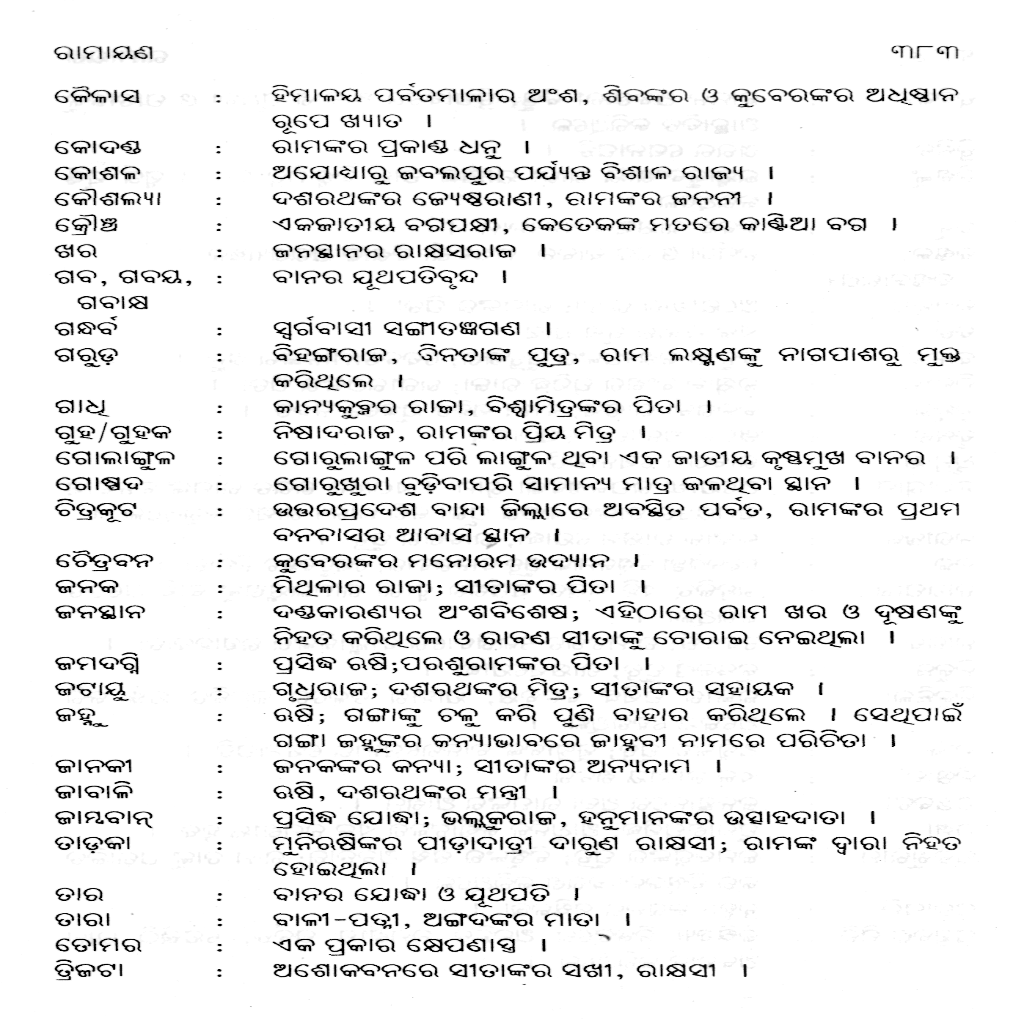 ରାମାୟଣ ୩୮୩
କୈଳାସ : ହିମାଳୟ ପର୍ବତମାଳାର ଅଂଶ, ଶିବଙ୍କର ଓ କୁବେରଙ୍କର ଅଧିଷ୍ଠାନ
ରୂପେ ଖ୍ୟାତ ।
କୋଦଣ୍ଡ : ରାମଙ୍କର ପ୍ରକାଣ୍ଡ ଧନୁ ।
କୋଶଳ : ଅଯୋଧ୍ୟାରୁ ଜବଲପୁର ପର୍ଯ୍ୟନ୍ତ ବିଶାଳ ରାଜ୍ୟ ।
କୌଶଲ୍ୟା : ଦଶରଥଙ୍କର ଜ୍ୟେଷ୍ଠରାଣୀ, ରାମଙ୍କର ଜନନୀ ।
କ୍ରୌଞ୍ଚ : ଏକଜାତୀୟ ବଗପକ୍ଷୀ, କେତେକଙ୍କ ମତରେ କାଣ୍ଟିଆ ବଗ ।
ଖର : ଜନସ୍ଥାନର ରାକ୍ଷସରାଜ ।
ଗବ, ଗବୟ, : ବାନର ଯୂଥପତିବୃନ୍ଦ ।
ଗବାକ୍ଷ
ଗନ୍ଧର୍ବ : ସ୍ୱର୍ଗବାସୀ ସଙ୍ଗୀତଜ୍ଞଗଣ ।
ଗରୁଡ଼ : ବିହଙ୍ଗରାଜ, ବିନତାଙ୍କ ପୁତ୍ର, ରାମ ଲକ୍ଷ୍ମଣଙ୍କୁ ନାଗପାଶରୁ ମୁକ୍ତ
କରିଥିଲେ ।
ଗାଧି : କାନ୍ୟକୁବ୍ଜର ରାଜା, ବିଶ୍ୱାମିତ୍ରଙ୍କର ପିତା ।
ଗୁହ/ଗୁହକ : ନିଷାଦରାଜ, ରାମଙ୍କର ପ୍ରିୟ ମିତ୍ର ।
ଗୋଲାଙ୍ଗୁଳ : ଗୋରୁଲାଙ୍ଗୁଳ ପରି ଲାଙ୍ଗୁଳ ଥିବା ଏକ ଜାତୀୟ କୃଷ୍ଣମୁଖ ବାନର ।
ଗୋଷ୍ପଦ : ଗୋରୁଖୁରା ବୁଡ଼ିବାପରି ସାମାନ୍ୟ ମାତ୍ର ଜଳଥିବା ସ୍ଥାନ ।
ଚିତ୍ରକୂଟ : ଉତ୍ତରପ୍ରଦେଶ ବାନ୍ଦା ଜିଲ୍ଲାରେ ଅବସ୍ଥିତ ପର୍ବତ, ରାମଙ୍କର ପ୍ରଥମ
ବନବାସର ଆବାସ ସ୍ଥାନ ।
ଚୈତ୍ରବନ : କୁବେରଙ୍କର ମନୋରମ ଉଦ୍ୟାନ ।
ଜନକ : ମିଥିଳାର ରାଜା; ସୀତାଙ୍କର ପିତା ।
ଜନସ୍ଥାନ : ଦଣ୍ଡକାରଣ୍ୟର ଅଂଶବିଶେଷ; ଏହିଠାରେ ରାମ ଖର ଓ ଦୂଷଣଙ୍କୁ
ନିହତ କରିଥିଲେ ଓ ରାବଣ ସୀତାଙ୍କୁ ଚୋରାଇ ନେଇଥିଲା ।
ଜମଦଗ୍ନି : ପ୍ରସିଦ୍ଧ ଋଷି;ପରଶୁରାମଙ୍କର ପିତା ।
ଜଟାୟୁ : ଗୃଧ୍ରରାଜ; ଦଶରଥଙ୍କର ମିତ୍ର; ସୀତାଙ୍କର ସହାୟକ ।
ଜହ୍ନୁ : ଋଷି; ଗଙ୍ଗାଙ୍କୁ ଚଳୁ କରି ପୁଣି ବାହାର କରିଥିଲେ । ସେଥିପାଇଁ
ଗଙ୍ଗା ଜହ୍ନୁଙ୍କର କନ୍ୟାଭାବରେ ଜାହ୍ନବୀ ନାମରେ ପରିଚିତା ।
ଜାନକୀ : ଜନକଙ୍କର କନ୍ୟା; ସୀତାଙ୍କର ଅନ୍ୟନାମ ।
ଜାବାଳି : ଋଷି, ଦଶରଥଙ୍କର ମନ୍ତ୍ରୀ ।
ଜାମ୍ବବାନ୍ : ପ୍ରସିଦ୍ଧ ଯୋଦ୍ଧା; ଭଲ୍ଲୁକରାଜ, ହନୁମାନଙ୍କର ଉତ୍ସାହଦାତା ।
ତାଡ଼କା : ମୁନିଋଷିଙ୍କର ପୀଡ଼ାଦାତ୍ରୀ ଦାରୁଣ ରାକ୍ଷସୀ; ରାମଙ୍କ ଦ୍ୱାରା ନିହତ
ହୋଇଥିଲା ।
ତାର : ବାନର ଯୋଦ୍ଧା ଓ ଯୂଥପତି ।
ତାରା : ବାଳୀ-ପତ୍ନୀ, ଅଙ୍ଗଦଙ୍କର ମାତା ।
ତୋମର : ଏକ ପ୍ରକାର କ୍ଷେପଣାସ୍ତ୍ର ।
ତ୍ରିଜଟା : ଅଶୋକବନରେ ସୀତାଙ୍କର ସଖୀ, ରାକ୍ଷସୀ ।